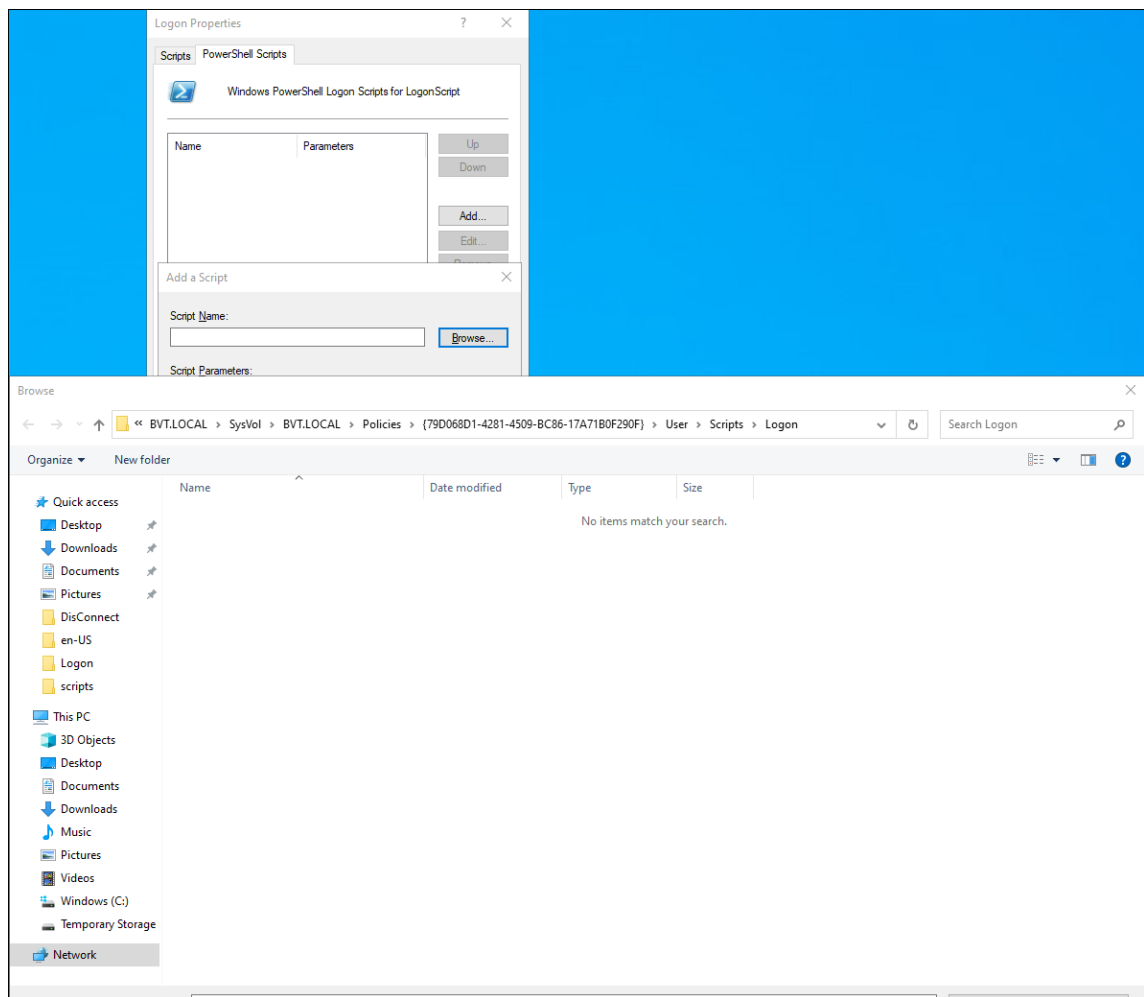 Logon Properties
?
Scripts PowerShell Scripts
Windows PowerShell Logon Scripts for LogonScript
Name Parameters
Up
Down
Add...
Edit...
Add a Script
Script Name:
Browse...
Script Parameters:
Browse
« BVT.LOCAL > SysVol > BVT.LOCAL > Policies > {79D068D1-4281-4509-BC86-17A71B0F290F} > User > Scripts > Logon
Search Logon
Organize New folder
?
Name Date modified Type Size
No items match your search.
Quick access
Desktop
Downloads
Documents
Pictures
DisConnect
en-US
Logon
scripts
This PC
3D Objects
Desktop
Documents
Downloads
Music
Pictures
Videos
Windows (C:)
Temporary Storage
Network